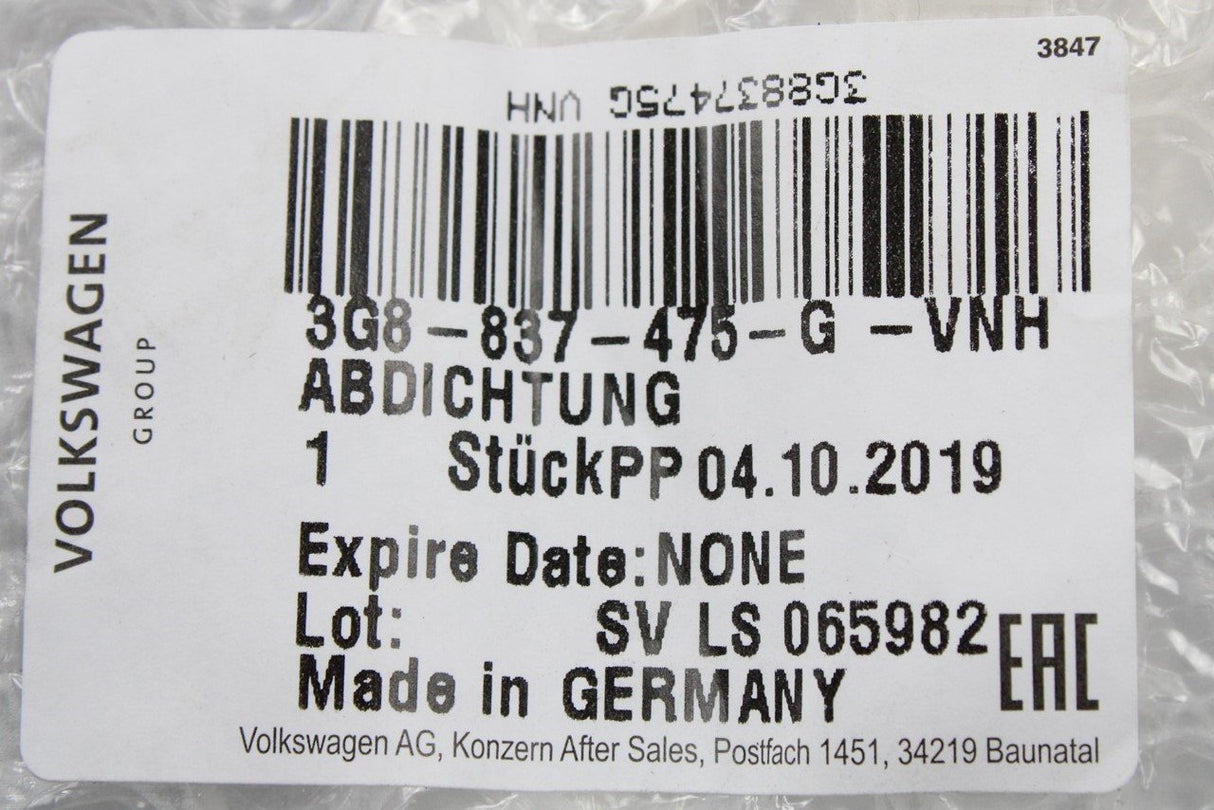 3847
3G837475G VNH
VOLKSWAGEN
GROUP
3G8-837-475-G -VNH
ABDICHTUNG
1 StückPP 04.10.2019
Expire Date:NONE
Lot: SV LS 065982
EAC
Made in GERMANY
Volkswagen AG, Konzern After Sales, Postfach 1451, 34219 Baunatal